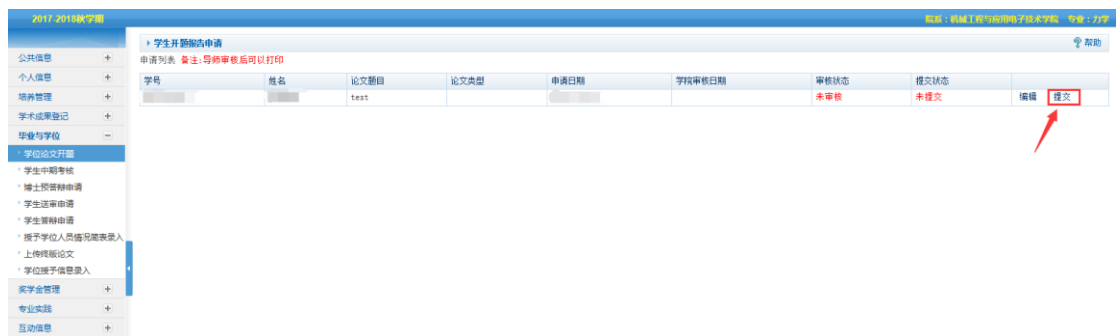 2017-2018秋学期
院系：机械工程与应用电子技术学院 专业：力学
学生开题报告申请
帮助
申请列表 备注:导师审核后可以打印
学号 姓名 论文题目 论文类型 申请日期 学院审核日期 审核状态 提交状态
test 未审核 未提交 编辑 提交
公共信息
个人信息
培养管理
学术成果登记
毕业与学位
学位论文开题
学生中期考核
博士预答辩申请
学生送审申请
学生答辩申请
授予学位人员情况简表录入
上传终版论文
学位授予信息录入
奖学金管理
专业实践
互动信息